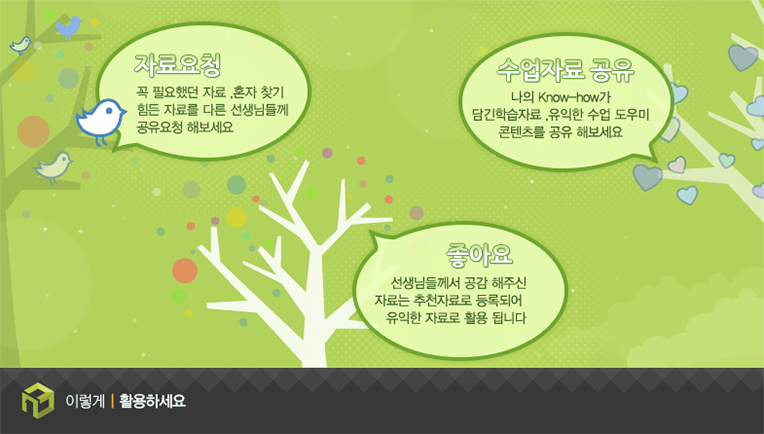 자료요청
꼭 필요했던 자료 ,혼자 찾기
힘든 자료를 다른 선생님들께
공유요청 해보세요
수업자료 공유
나의 Know-how가
담긴학습자료 ,유익한 수업 도우미
콘텐츠를 공유 해보세요
좋아요
선생님들께서 공감 해주신
자료는 추천자료로 등록되어
유익한 자료로 활용 됩니다
이렇게 | 활용하세요